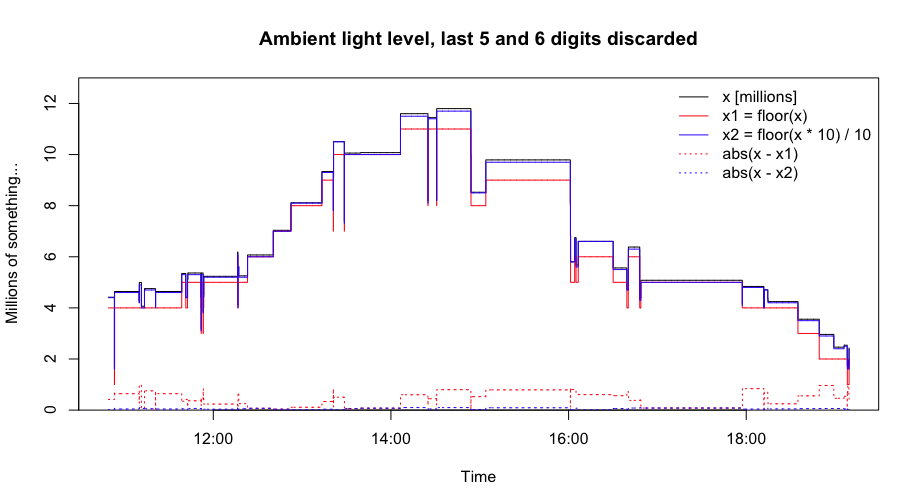 Ambient light level, last 5 and 6 digits discarded
x [millions]
x1 = floor(x)
x2 = floor(x * 10) / 10
abs(x - x1)
abs(x - x2)
Millions of something...
12
10
8
6
4
2
0
12:00 14:00 16:00 18:00
Time